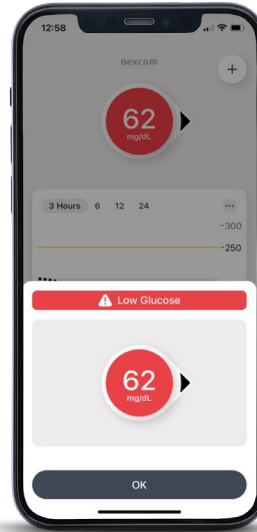 12:58
Dexcom
+
62
mg/dL
3 Hours 6 12 24 ...
-300
-250
Low Glucose
62
mg/dL
OK